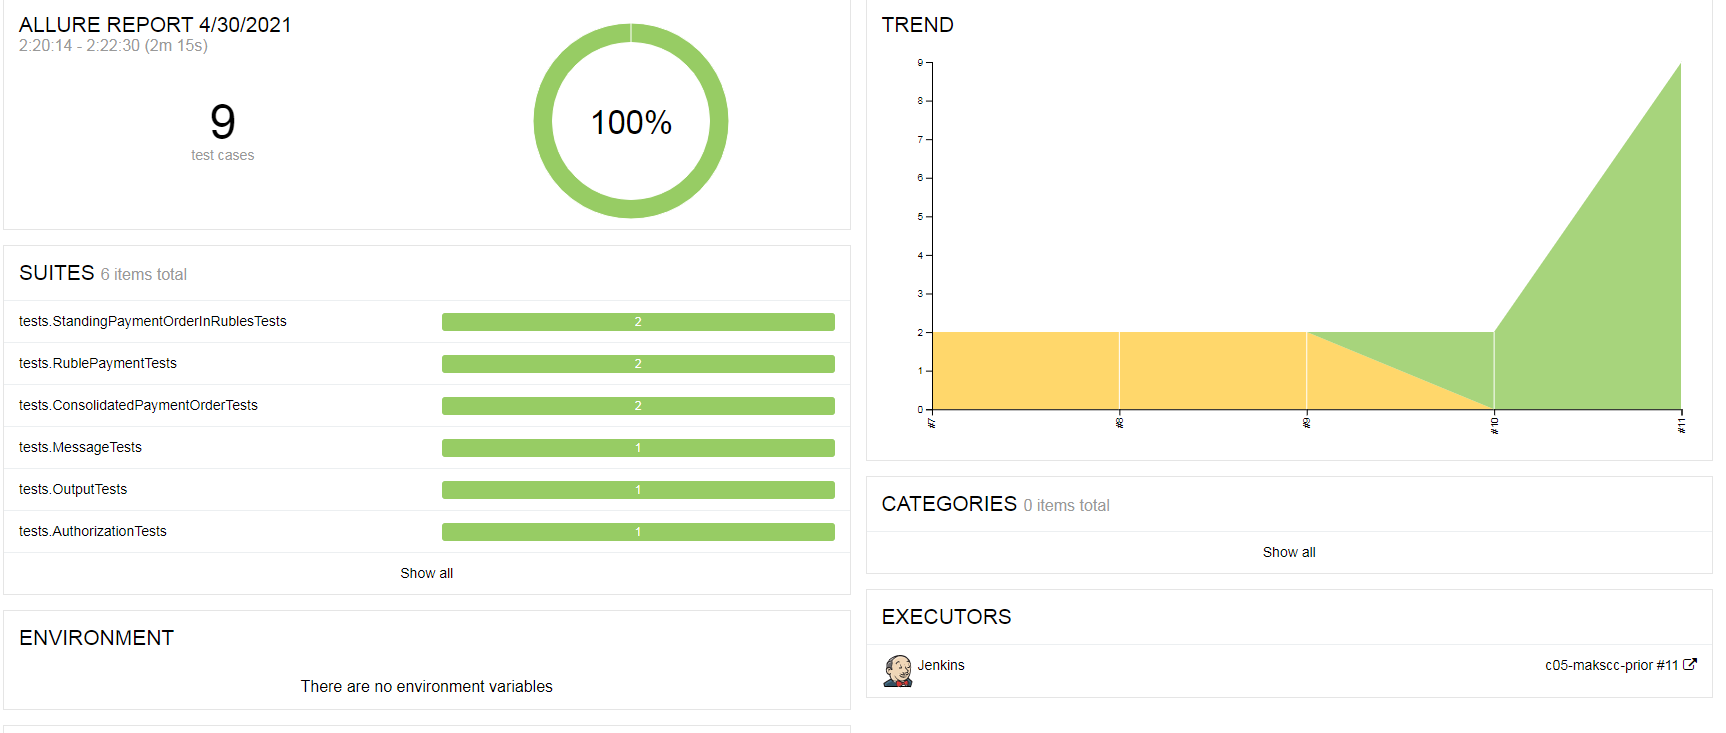 ALLURE REPORT 4/30/2021
2:20:14 - 2:22:30 (2m 15s)
9
test cases
100%
SUITES 6 items total
tests.StandingPaymentOrderInRublesTests 2
tests.RublePaymentTests 2
tests.ConsolidatedPaymentOrderTests 2
tests.MessageTests 1
tests.OutputTests 1
tests.AuthorizationTests 1
Show all
ENVIRONMENT
There are no environment variables
TREND
9
8
7
6
5
4
3
2
1
0
#7
#8
#9
#10
#11
CATEGORIES 0 items total
Show all
EXECUTORS
Jenkins c05-makscc-prior #11